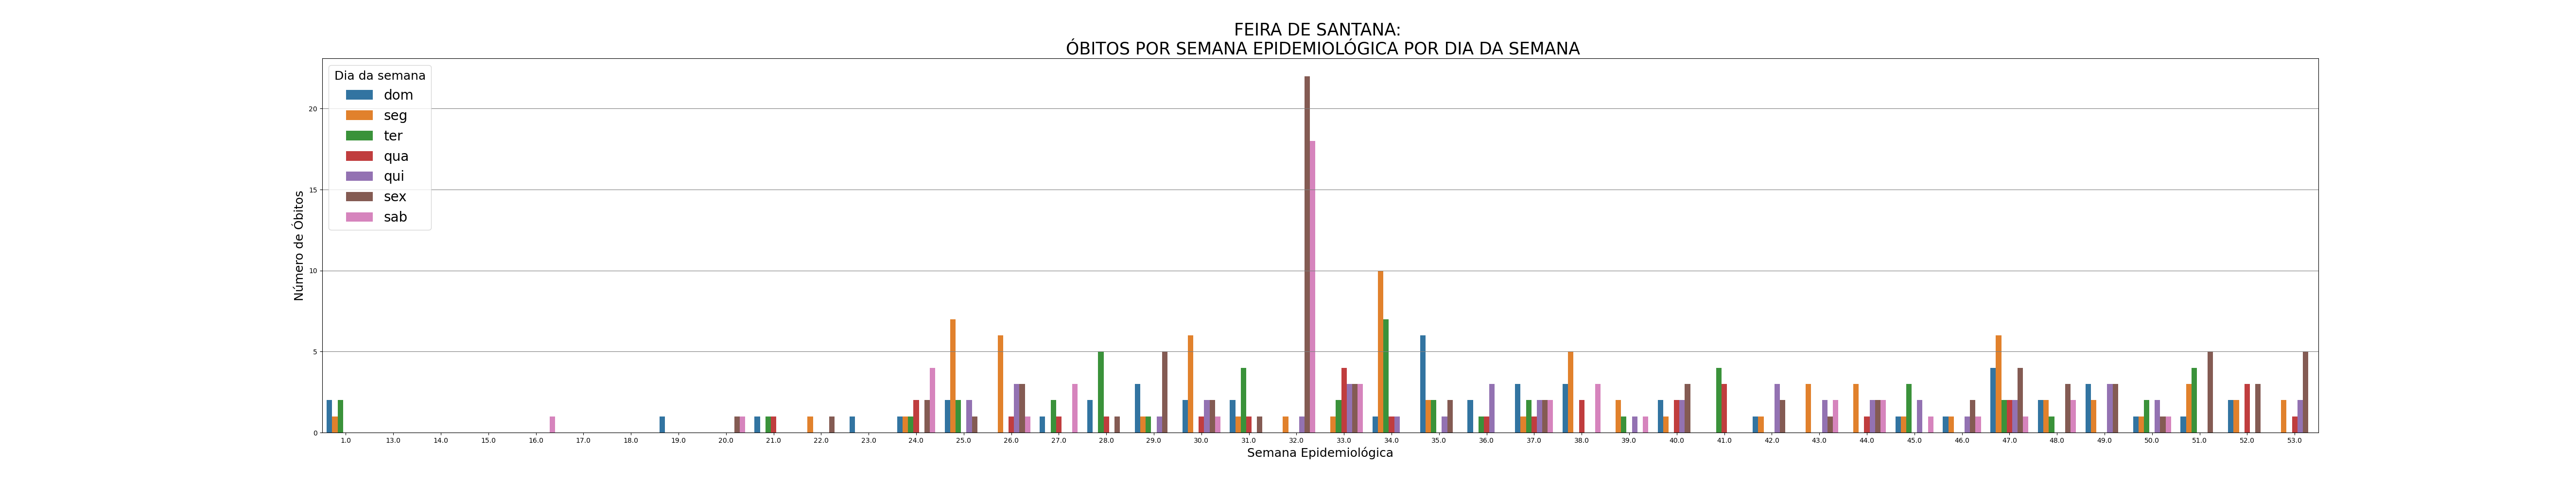 FEIRA DE SANTANA:
ÓBITOS POR SEMANA EPIDEMIOLÓGICA POR DIA DA SEMANA
Dia da semana
dom
seg
ter
qua
qui
sex
sab
Número de Óbitos
20
15
10
5
0
1.0 13.0 14.0 15.0 16.0 17.0 18.0 19.0 20.0 21.0 22.0 23.0 24.0 25.0 26.0 27.0 28.0 29.0 30.0 31.0 32.0 33.0 34.0 35.0 36.0 37.0 38.0 39.0 40.0 41.0 42.0 43.0 44.0 45.0 46.0 47.0 48.0 49.0 50.0 51.0 52.0 53.0
Semana Epidemiológica